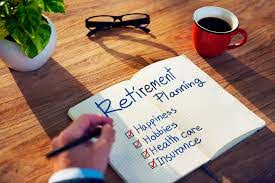 Retirement
Planning
Happiness
Hobbies
Health Care
Insurance